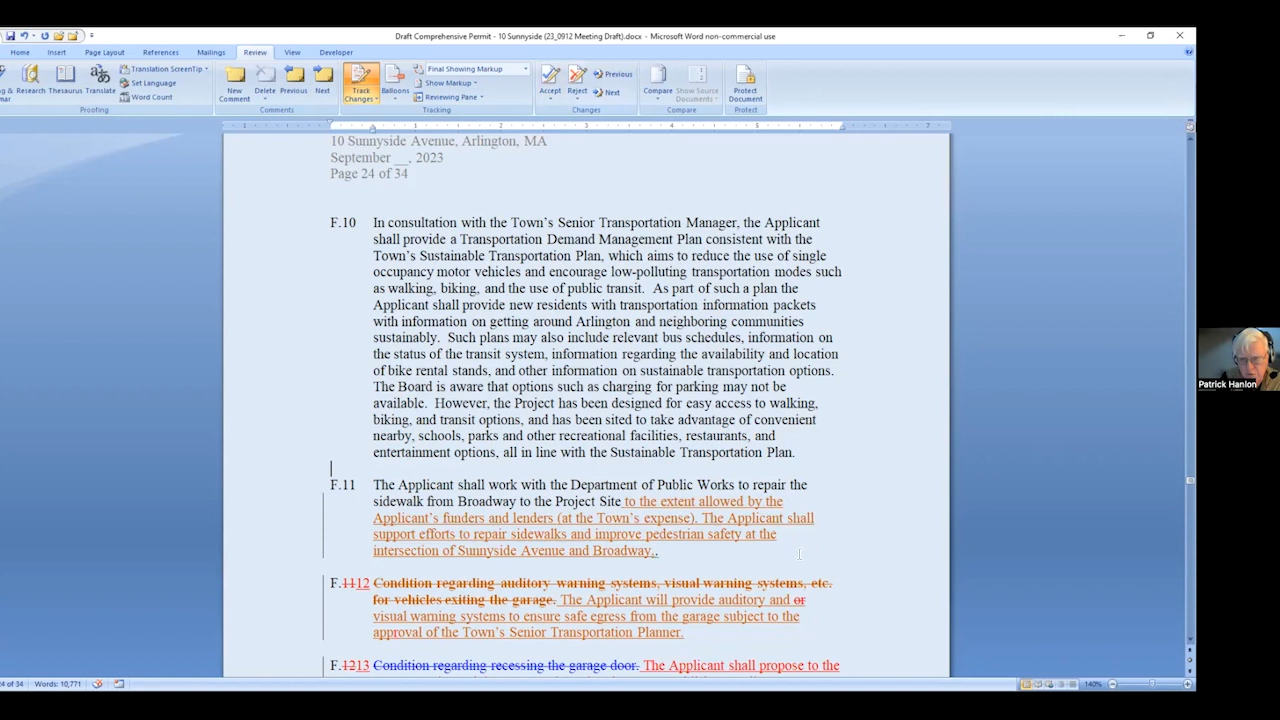 Draft Comprehensive Permit - 10 Sunnyside (23_0912 Meeting Draft).docx - Microsoft Word non-commercial use
Home Insert Page Layout References Mailings Review View Developer
Research Thesaurus Translate
Translation ScreenTip
Set Language
Word Count
New Comment Delete Previous Next
Track Changes Balloons
Final Showing Markup
Show Markup
Reviewing Pane
Accept Reject
Previous
Next
Compare Show Source Documents
Protect Document
Proofing Comments Tracking Changes Compare Protect
1 1 2 3 4 5 7
10 Sunnyside Avenue, Arlington, MA
September __, 2023
Page 24 of 34
F.10 In consultation with the Town's Senior Transportation Manager, the Applicant
shall provide a Transportation Demand Management Plan consistent with the
Town's Sustainable Transportation Plan, which aims to reduce the use of single
occupancy motor vehicles and encourage low-polluting transportation modes such
as walking, biking, and the use of public transit. As part of such a plan the
Applicant shall provide new residents with transportation information packets
with information on getting around Arlington and neighboring communities
sustainably. Such plans may also include relevant bus schedules, information on
the status of the transit system, information regarding the availability and location
of bike rental stands, and other information on sustainable transportation options.
The Board is aware that options such as charging for parking may not be
available. However, the Project has been designed for easy access to walking,
biking, and transit options, and has been sited to take advantage of convenient
nearby, schools, parks and other recreational facilities, restaurants, and
entertainment options, all in line with the Sustainable Transportation Plan.
F.11 The Applicant shall work with the Department of Public Works to repair the
sidewalk from Broadway to the Project Site to the extent allowed by the
Applicant's funders and lenders (at the Town's expense). The Applicant shall
support efforts to repair sidewalks and improve pedestrian safety at the
intersection of Sunnyside Avenue and Broadway..
F.1112 Condition regarding auditory warning systems, visual warning systems, etc.
for vehicles exiting the garage. The Applicant will provide auditory and or
visual warning systems to ensure safe egress from the garage subject to the
approval of the Town's Senior Transportation Planner.
F.1213 Condition regarding recessing the garage door. The Applicant shall propose to the
24 of 34 Words: 10,771
140%
Patrick Hanlon